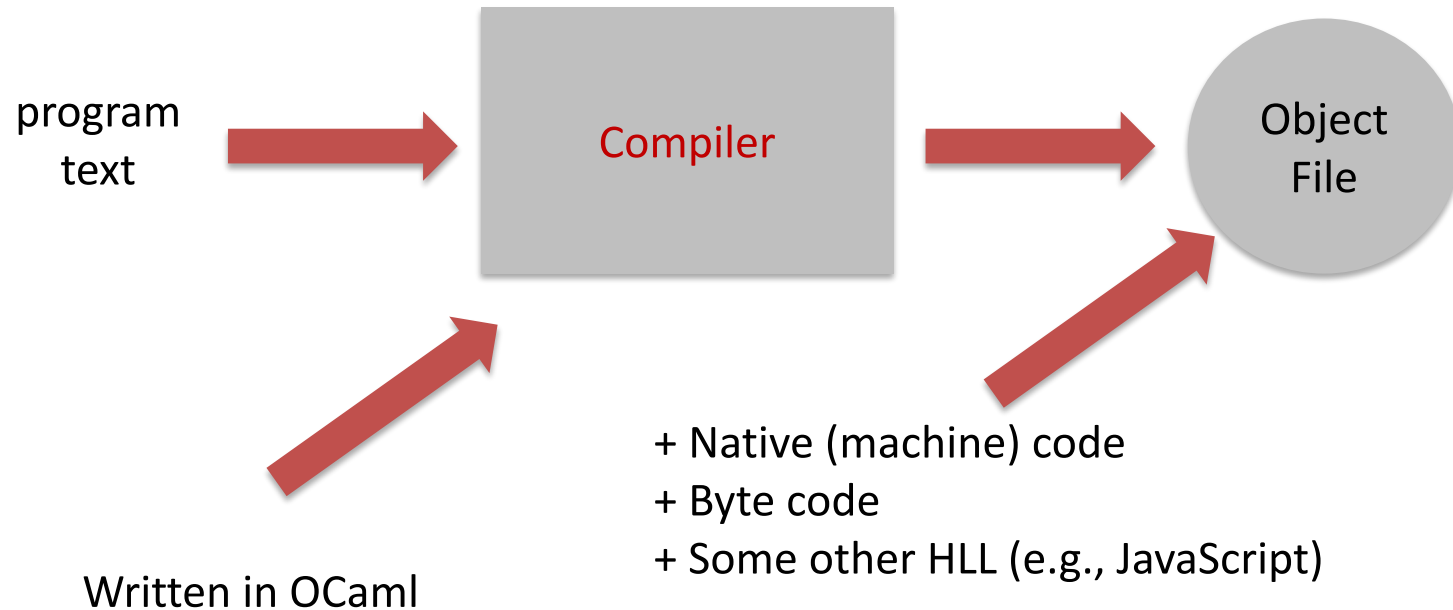 program
text
Compiler
Object
File
+ Native (machine) code
+ Byte code
+ Some other HLL (e.g., JavaScript)
Written in OCaml